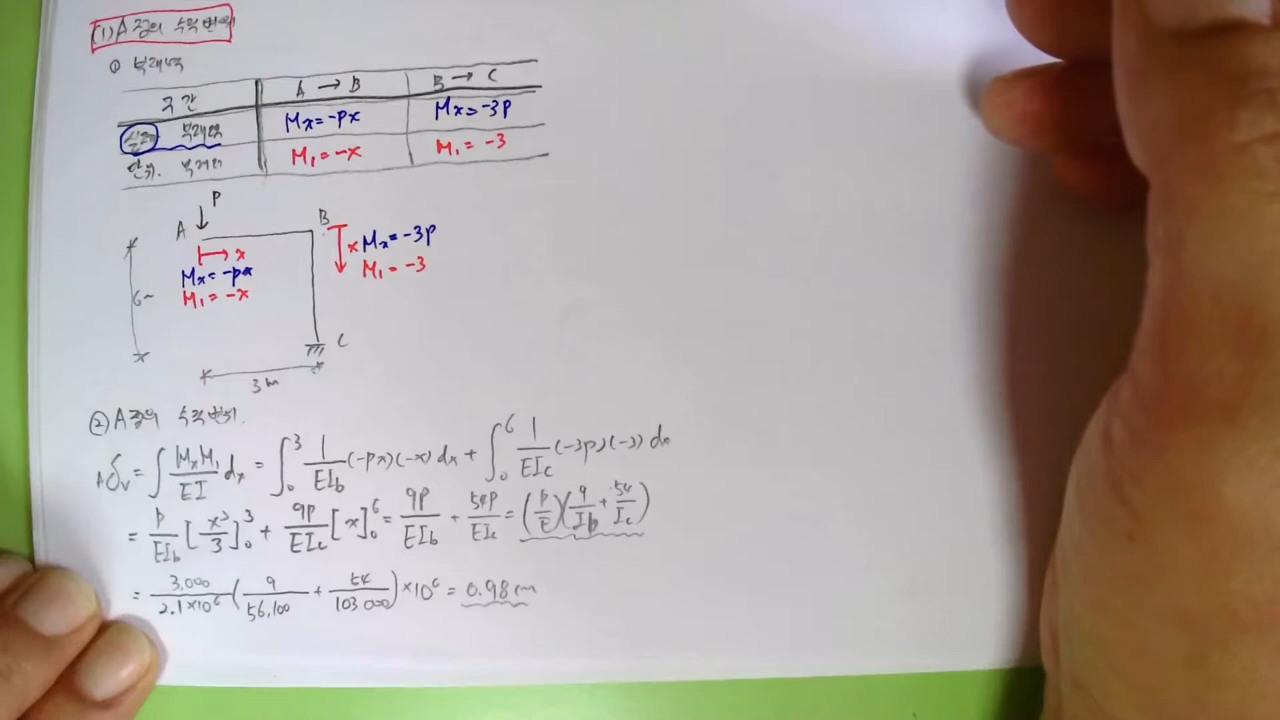 (1) A점의 수직변위
① 부재력
구간 A → B B → C
실제 부재력 Mx = -Px Mx = -3P
단위 부재력 M₁ = -x M₁ = -3
P
A B
x x Mx = -3P
Mx = -Px M₁ = -3
M₁ = -x
6m
C
3m
② A점의 수직변위.
Aδv = ∫ MxM₁/EI dx = ∫₀³ 1/EIb (-Px)(-x) dx + ∫₀⁶ 1/EIc (-3P)(-3) dx
= P/EIb [x³/3]₀³ + 9P/EIc [x]₀⁶ = 9P/EIb + 54P/EIc = (P/E)(9/Ib + 54/Ic)
= 3,000/2.1×10⁶ (9/56,100 + 54/103000) ×10⁶ = 0.98 cm